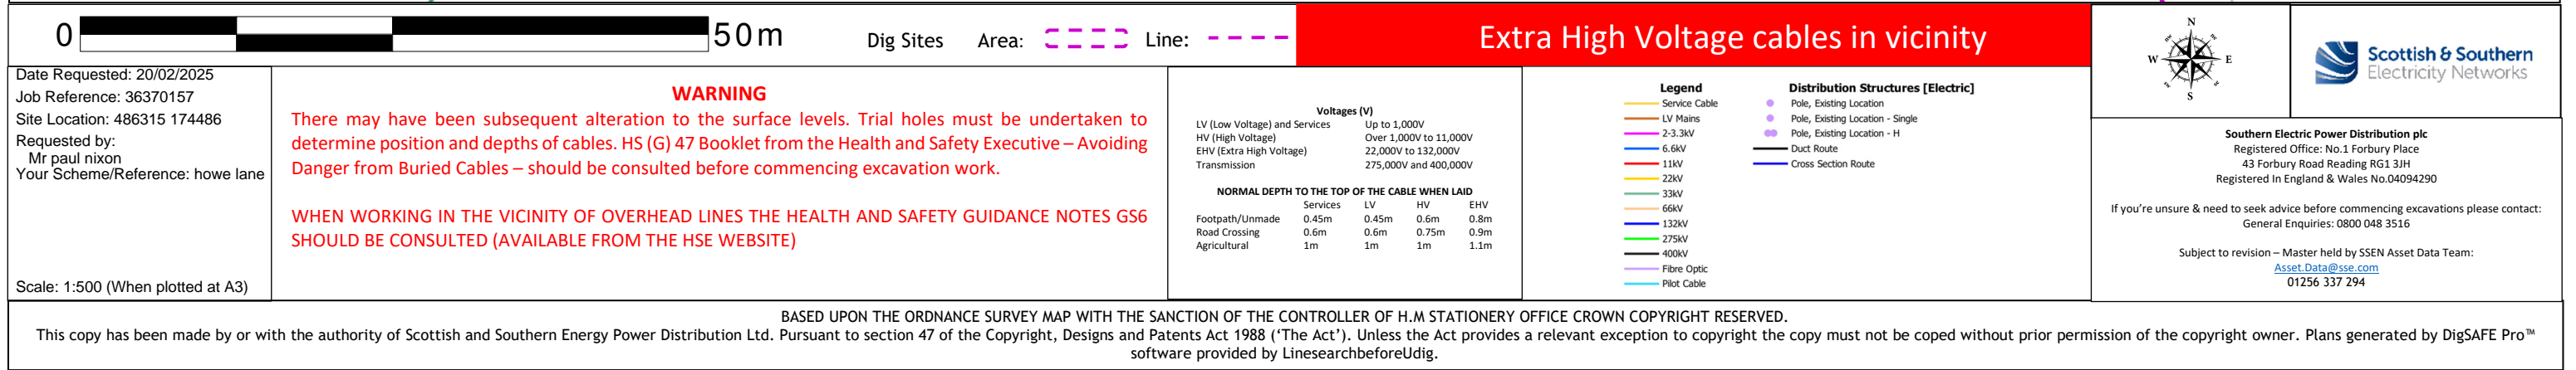 0
50m
Dig Sites Area: Line:
Extra High Voltage cables in vicinity
Date Requested: 20/02/2025
Job Reference: 36370157
Site Location: 486315 174486
Requested by:
Mr paul nixon
Your Scheme/Reference: howe lane
Scale: 1:500 (When plotted at A3)
WARNING
There may have been subsequent alteration to the surface levels. Trial holes must be undertaken to
determine position and depths of cables. HS (G) 47 Booklet from the Health and Safety Executive – Avoiding
Danger from Buried Cables – should be consulted before commencing excavation work.
WHEN WORKING IN THE VICINITY OF OVERHEAD LINES THE HEALTH AND SAFETY GUIDANCE NOTES GS6
SHOULD BE CONSULTED (AVAILABLE FROM THE HSE WEBSITE)
Voltages (V)
LV (Low Voltage) and Services Up to 1,000V
HV (High Voltage) Over 1,000V to 11,000V
EHV (Extra High Voltage) 22,000V to 132,000V
Transmission 275,000V and 400,000V
NORMAL DEPTH TO THE TOP OF THE CABLE WHEN LAID
Services LV HV EHV
Footpath/Unmade 0.45m 0.45m 0.6m 0.8m
Road Crossing 0.6m 0.6m 0.75m 0.9m
Agricultural 1m 1m 1m 1.1m
Legend
Service Cable
LV Mains
2-3.3kV
6.6kV
11kV
22kV
33kV
66kV
132kV
275kV
400kV
Fibre Optic
Pilot Cable
Distribution Structures [Electric]
Pole, Existing Location
Pole, Existing Location - Single
Pole, Existing Location - H
Duct Route
Cross Section Route
N
W E
S
Scottish & Southern
Electricity Networks
Southern Electric Power Distribution plc
Registered Office: No.1 Forbury Place
43 Forbury Road Reading RG1 3JH
Registered In England & Wales No.04094290
If you're unsure & need to seek advice before commencing excavations please contact:
General Enquiries: 0800 048 3516
Subject to revision – Master held by SSEN Asset Data Team:
Asset.Data@sse.com
01256 337 294
BASED UPON THE ORDNANCE SURVEY MAP WITH THE SANCTION OF THE CONTROLLER OF H.M STATIONERY OFFICE CROWN COPYRIGHT RESERVED.
This copy has been made by or with the authority of Scottish and Southern Energy Power Distribution Ltd. Pursuant to section 47 of the Copyright, Designs and Patents Act 1988 ('The Act'). Unless the Act provides a relevant exception to copyright the copy must not be coped without prior permission of the copyright owner. Plans generated by DigSAFE Pro™
software provided by LinesearchbeforeUdig.